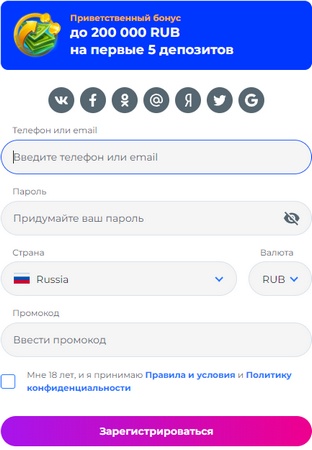 Приветственный бонус
до 200 000 RUB
на первые 5 депозитов
Телефон или email
Введите телефон или email
Пароль
Придумайте ваш пароль
Страна
Валюта
Russia
RUB
Промокод
Ввести промокод
Мне 18 лет, и я принимаю Правила и условия и Политику
конфиденциальности
Зарегистрироваться